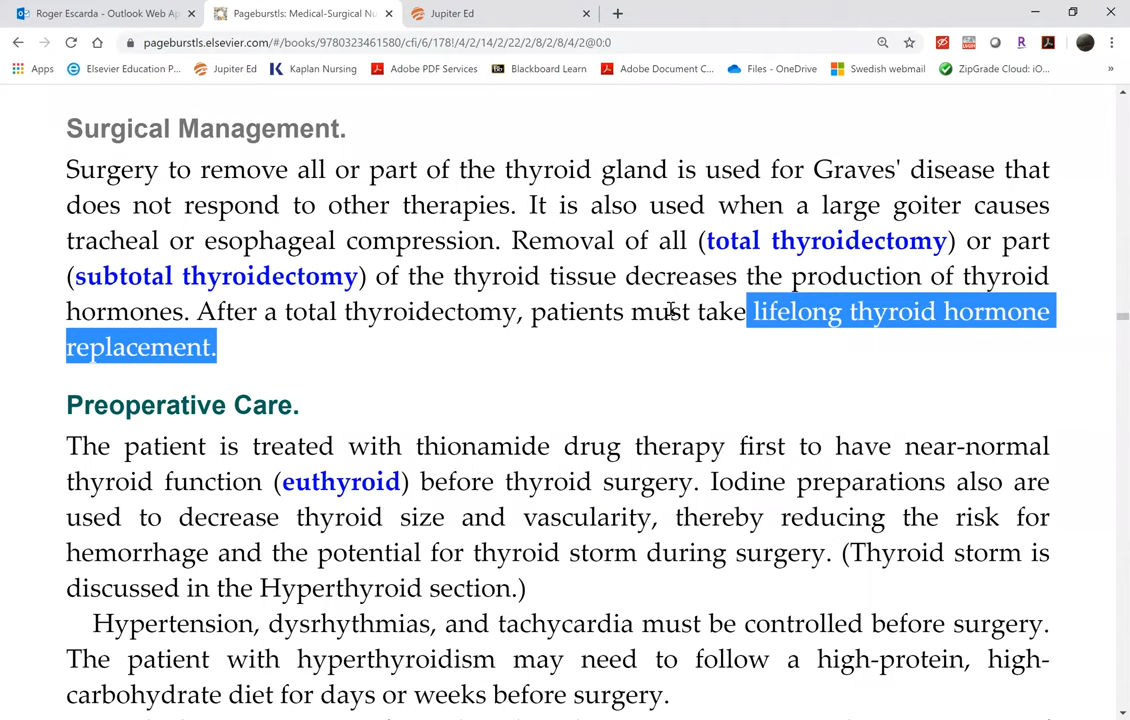 Roger Escarda - Outlook Web Ap
Pageburstls: Medical-Surgical Nu
Jupiter Ed
pageburstls.elsevier.com/#/books/9780323461580/cfi/6/178!/4/2/14/2/22/2/8/2/8/4/2@0:0
Apps
Elsevier Education P...
Jupiter Ed
Kaplan Nursing
Adobe PDF Services
Blackboard Learn
Adobe Document C...
Files - OneDrive
Swedish webmail
ZipGrade Cloud: iO...
Surgical Management.
Surgery to remove all or part of the thyroid gland is used for Graves' disease that
does not respond to other therapies. It is also used when a large goiter causes
tracheal or esophageal compression. Removal of all (total thyroidectomy) or part
(subtotal thyroidectomy) of the thyroid tissue decreases the production of thyroid
hormones. After a total thyroidectomy, patients must take lifelong thyroid hormone
replacement.
Preoperative Care.
The patient is treated with thionamide drug therapy first to have near-normal
thyroid function (euthyroid) before thyroid surgery. Iodine preparations also are
used to decrease thyroid size and vascularity, thereby reducing the risk for
hemorrhage and the potential for thyroid storm during surgery. (Thyroid storm is
discussed in the Hyperthyroid section.)
Hypertension, dysrhythmias, and tachycardia must be controlled before surgery.
The patient with hyperthyroidism may need to follow a high-protein, high-
carbohydrate diet for days or weeks before surgery.